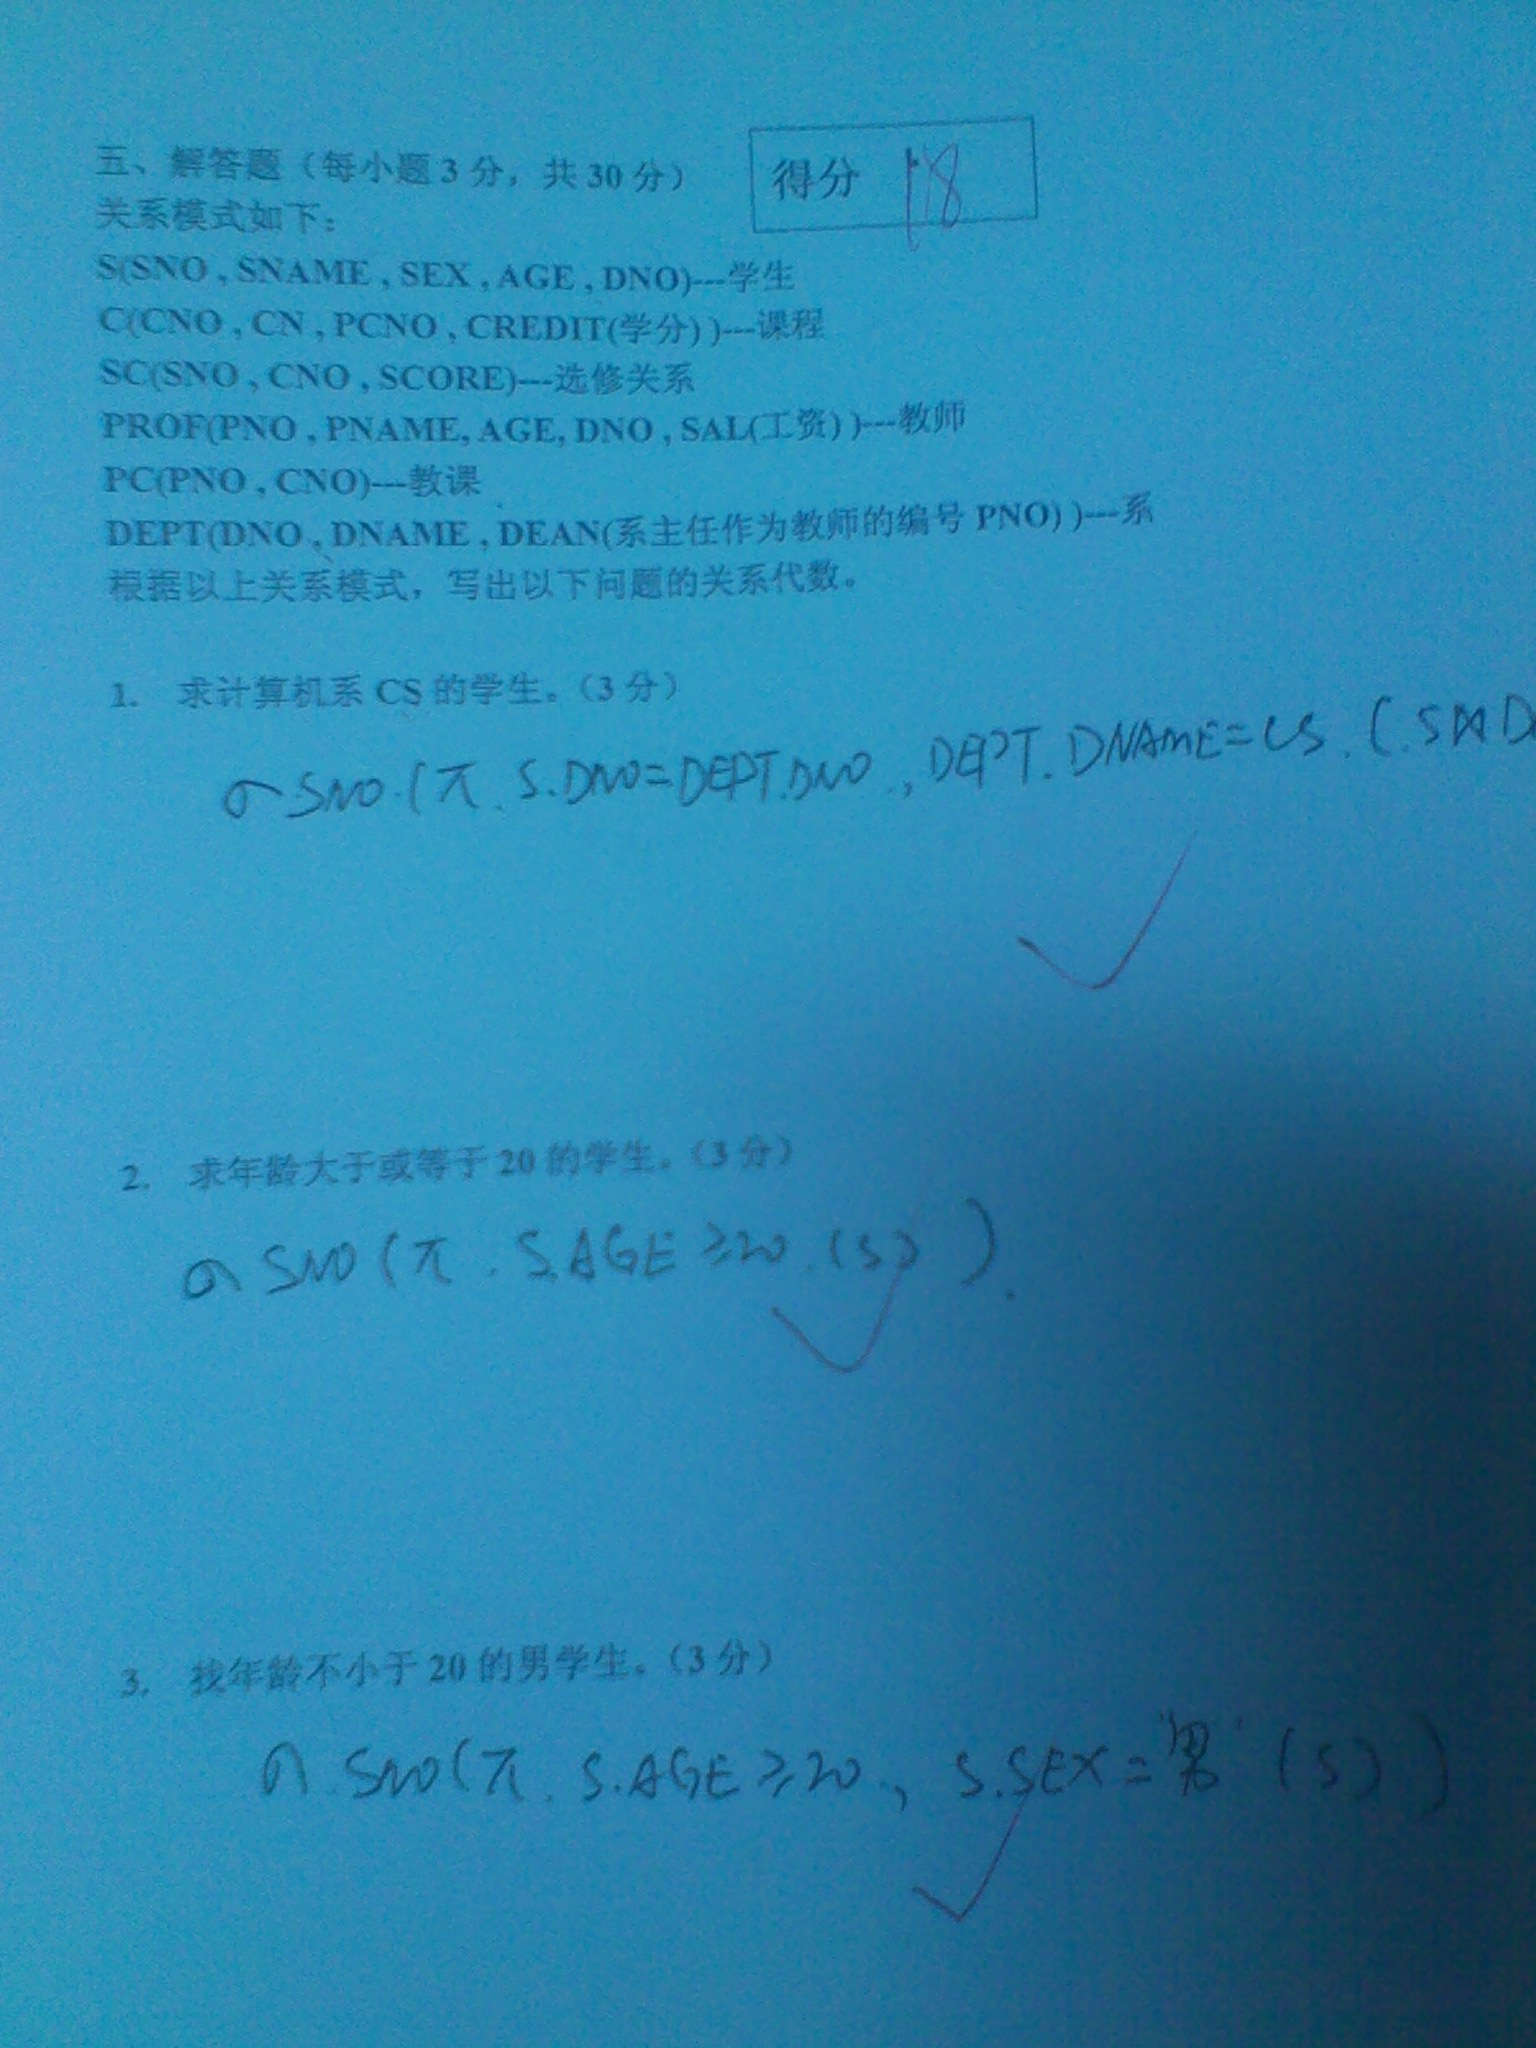 五、解答题（每小题3分，共30分） 得分 18
关系模式如下：
S(SNO , SNAME , SEX , AGE , DNO)---学生
C(CNO , CN , PCNO , CREDIT(学分) )---课程
SC(SNO , CNO , SCORE)---选修关系
PROF(PNO , PNAME, AGE, DNO , SAL(工资) )---教师
PC(PNO , CNO)---教课
DEPT(DNO , DNAME , DEAN(系主任作为教师的编号 PNO) )---系
根据以上关系模式，写出以下问题的关系代数。
1. 求计算机系 CS 的学生。（3 分）
σ SNO (π S.DNO=DEPT.DNO , DEPT.DNAME=CS (S⋈D
2. 求年龄大于或等于 20 的学生。（3 分）
σ SNO (π S.AGE ≥20 (S) )
3. 找年龄不小于 20 的男学生。（3 分）
σ SNO (π S.AGE ≥20 , S.SEX = '男' (S) )